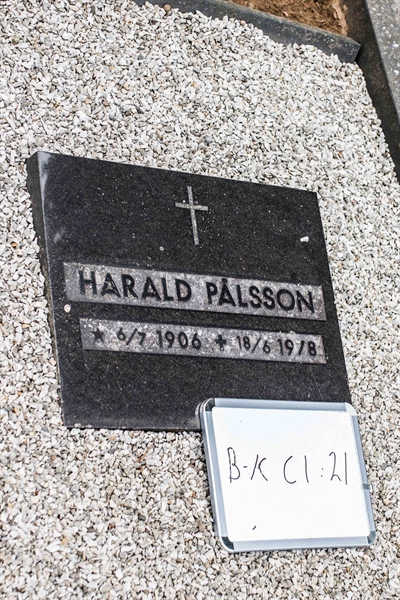 HARALD PÅLSSON
★ 6/7 1906 ✝ 18/6 1978
B-K C1:21